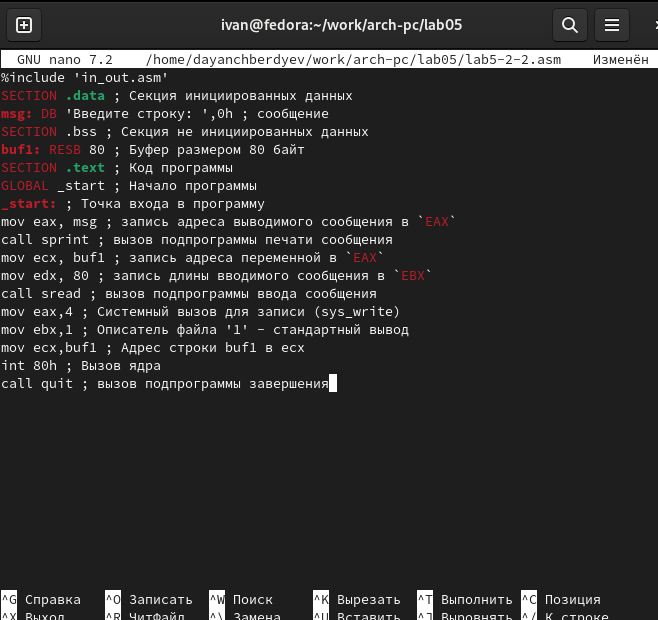 ivan@fedora:~/work/arch-pc/lab05
GNU nano 7.2 /home/dayanchberdyev/work/arch-pc/lab05/lab5-2-2.asm Изменён
%include 'in_out.asm'
SECTION .data ; Секция инициированных данных
msg: DB 'Введите строку: ',0h ; сообщение
SECTION .bss ; Секция не инициированных данных
buf1: RESB 80 ; Буфер размером 80 байт
SECTION .text ; Код программы
GLOBAL _start ; Начало программы
_start: ; Точка входа в программу
mov eax, msg ; запись адреса выводимого сообщения в `EAX`
call sprint ; вызов подпрограммы печати сообщения
mov ecx, buf1 ; запись адреса переменной в `EAX`
mov edx, 80 ; запись длины вводимого сообщения в `EBX`
call sread ; вызов подпрограммы ввода сообщения
mov eax,4 ; Системный вызов для записи (sys_write)
mov ebx,1 ; Описатель файла '1' - стандартный вывод
mov ecx,buf1 ; Адрес строки buf1 в ecx
int 80h ; Вызов ядра
call quit ; вызов подпрограммы завершения
^G Справка ^O Записать ^W Поиск ^K Вырезать ^T Выполнить ^C Позиция
^X Выход ^R ЧитФайл ^\ Замена ^U Вставить ^J Выровнять ^/ К строке